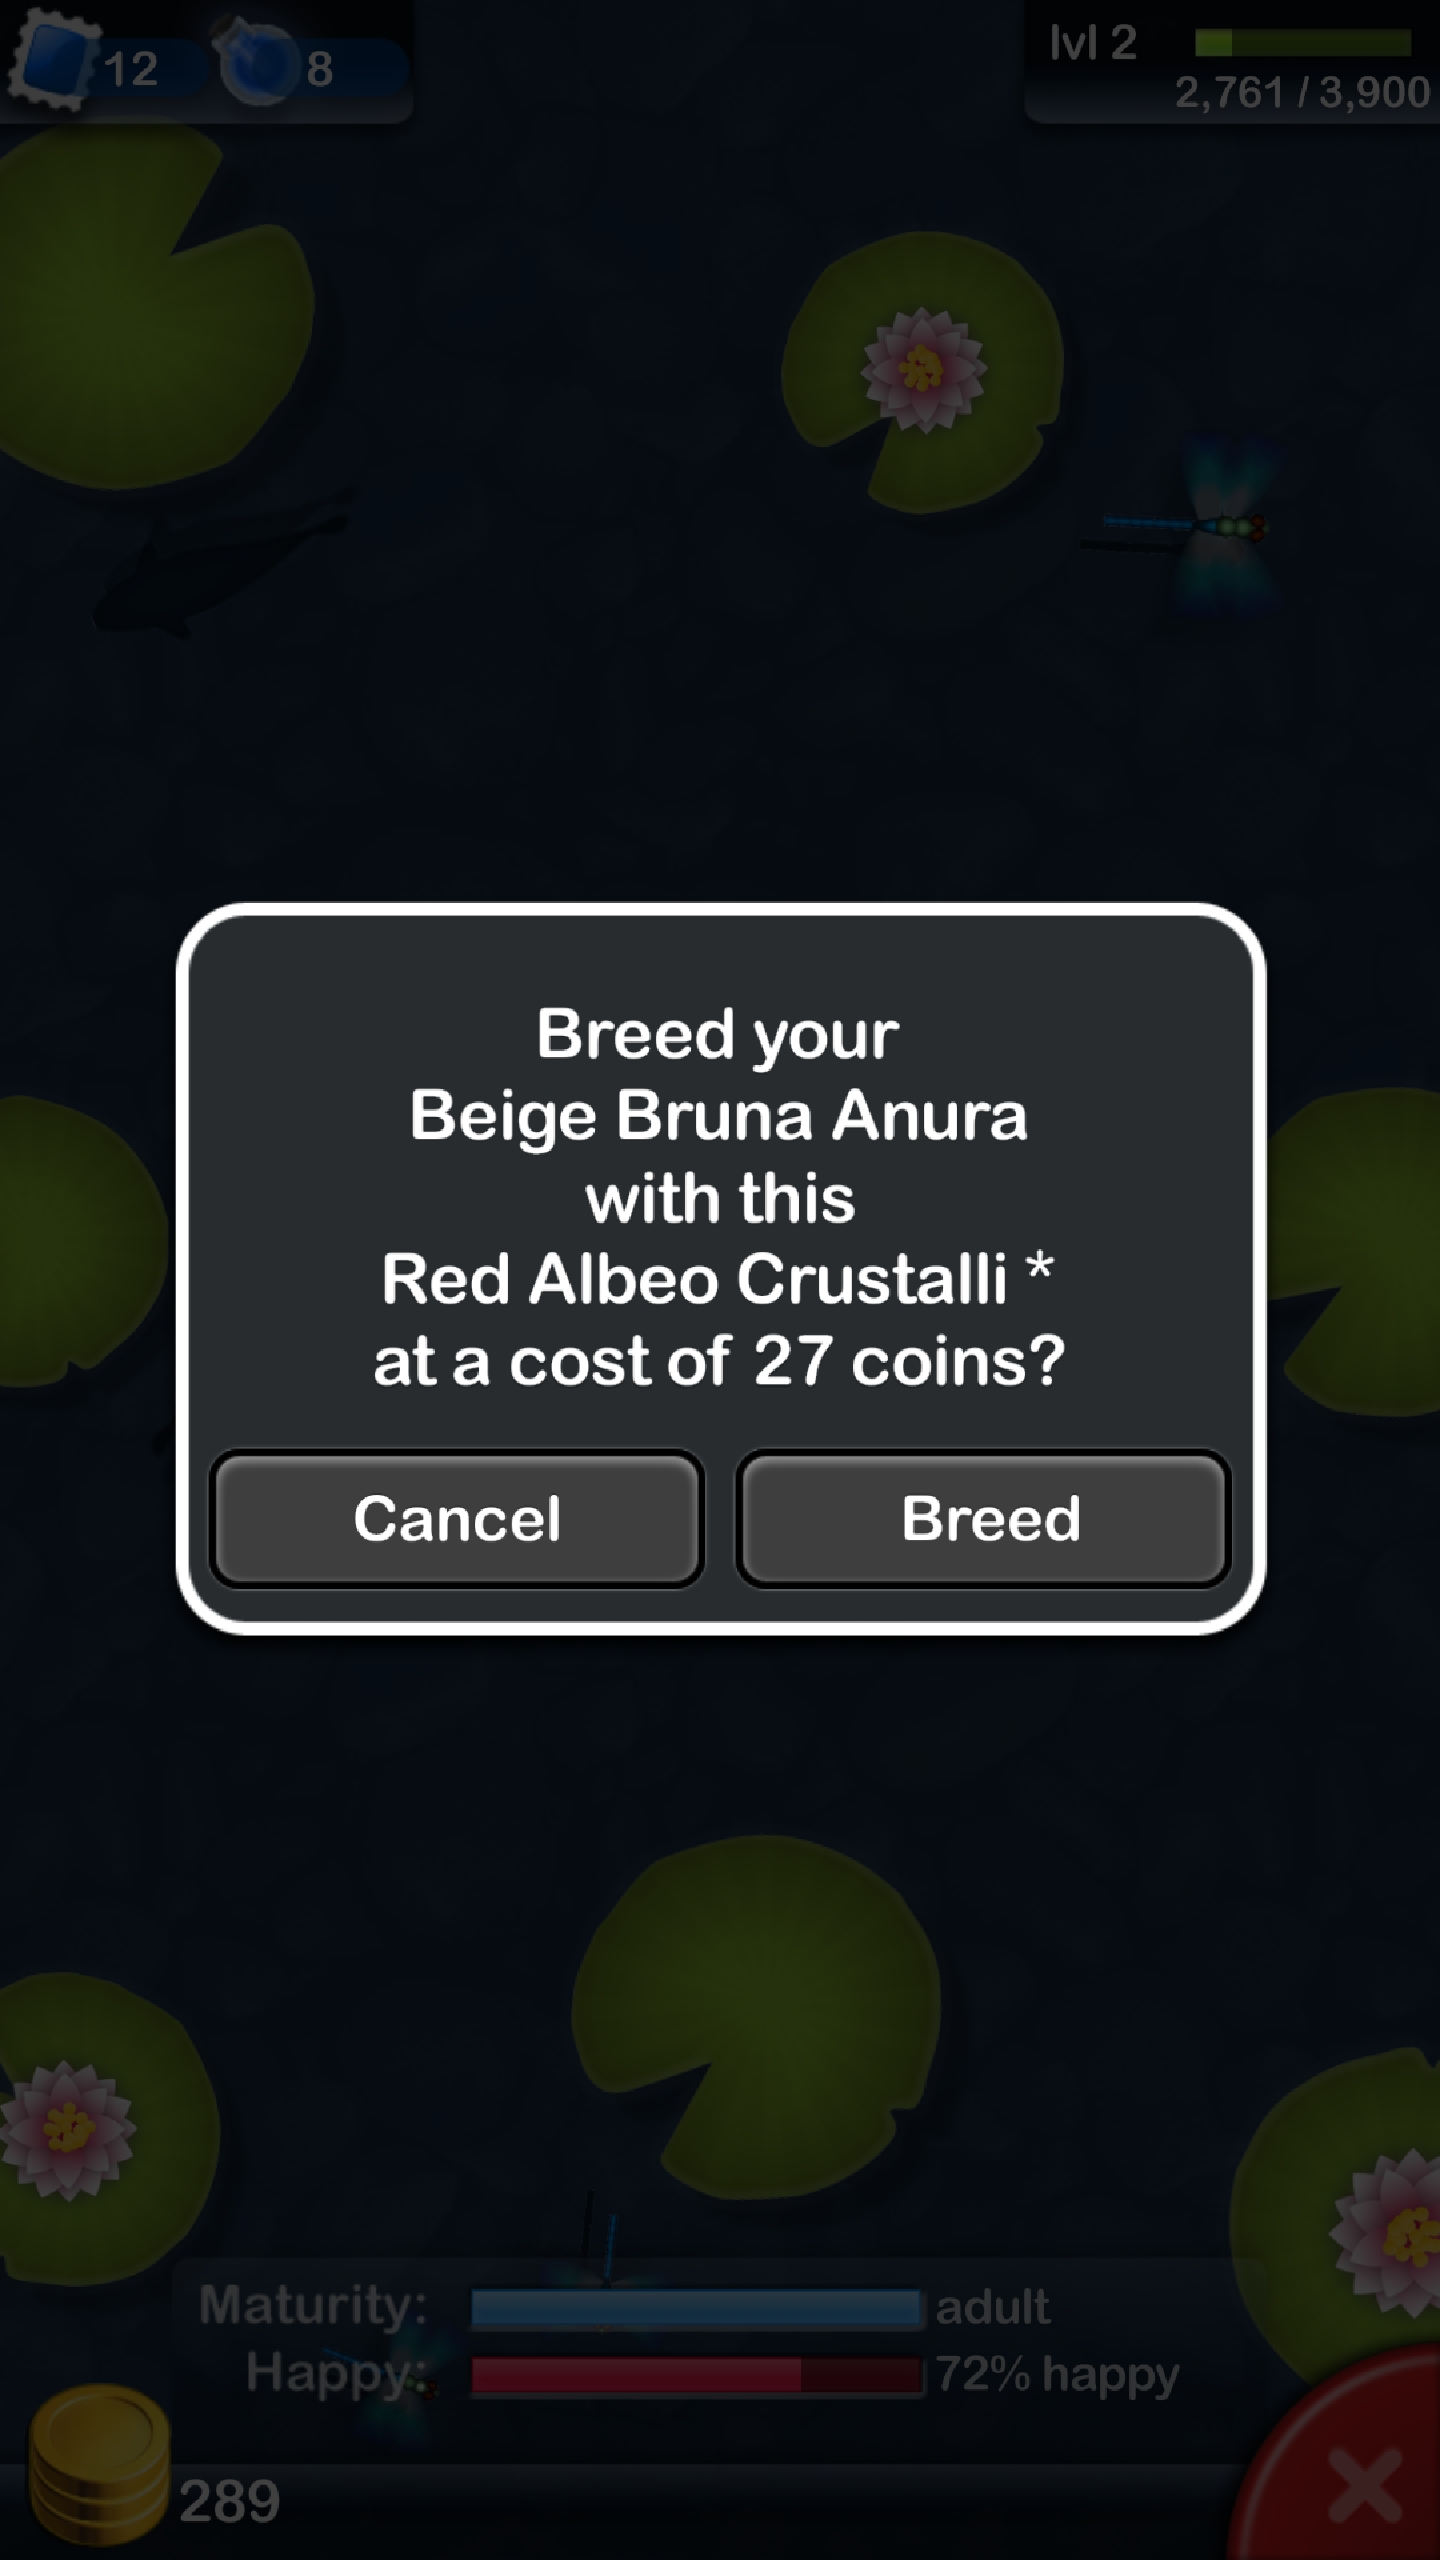 12
8
lvl 2
2,761 / 3,900
Breed your
Beige Bruna Anura
with this
Red Albeo Crustalli *
at a cost of 27 coins?
Cancel
Breed
Maturity:
adult
Happy:
72% happy
289